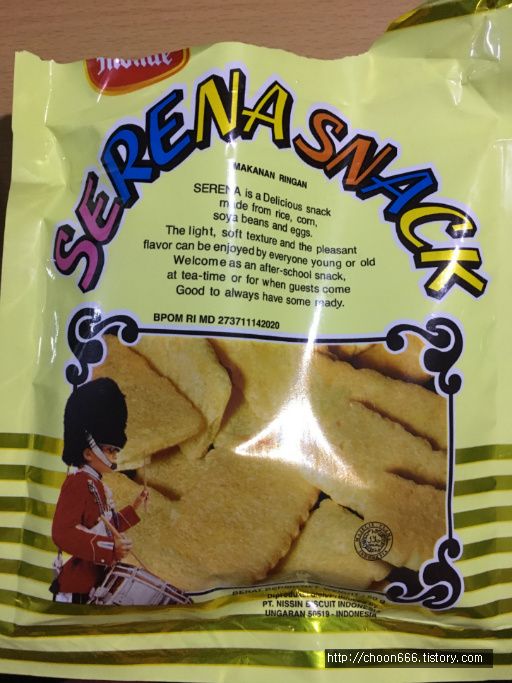 Monde
SERENA SNACK
MAKANAN RINGAN
SERENA is a Delicious snack
made from rice, corn,
soya beans and eggs.
The light, soft texture and the pleasant
flavor can be enjoyed by everyone young or old
Welcome as an after-school snack,
at tea-time or for when guests come
Good to always have some ready.
BPOM RI MD 273711142020
PT. NISSIN BISCUIT INDONESIA
UNGARAN 50519 - INDONESIA
http://choon666.tistory.com